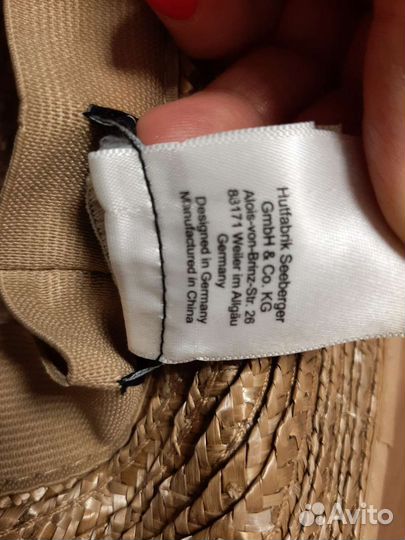 Hutfabrik Seeberger
GmbH & Co. KG
Alois-von-Brinz-Str. 26
88171 Weiler im Allgäu
Germany
Designed in Germany
Manufactured in China
Avito